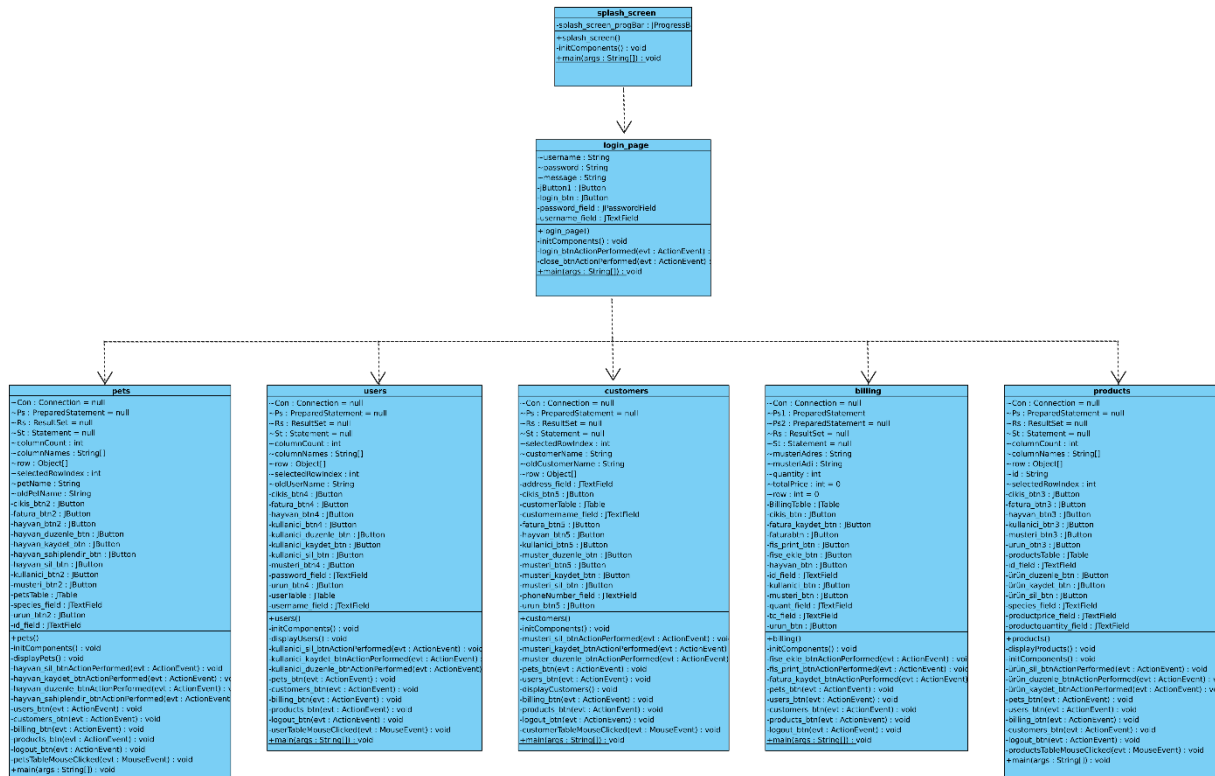 splash_screen
-splash_screen_progBar : JProgressB
+splash_screen()
-initComponents() : void
+main(args : String[]) : void
login_page
~username : String
~password : String
~message : String
-jButton1 : JButton
-login_btn : JButton
-password_field : JPasswordField
-username_field : JTextField
+login_page()
-initComponents() : void
-login_btnActionPerformed(evt : ActionEvent) :
-close_btnActionPerformed(evt : ActionEvent) :
+main(args : String[]) : void
pets
~Con : Connection = null
~Ps : PreparedStatement = null
~Rs : ResultSet = null
~St : Statement = null
~columnCount : int
~columnNames : String[]
~row : Object[]
~selectedRowIndex : int
~petName : String
~oldPetName : String
-cikis_btn2 : JButton
-fatura_btn2 : JButton
-hayvan_btn2 : JButton
-hayvan_duzenle_btn : JButton
-hayvan_kaydet_btn : JButton
-hayvan_sahiplendir_btn : JButton
-hayvan_sil_btn : JButton
-kullanici_btn2 : JButton
-musteri_btn2 : JButton
-petsTable : JTable
-species_field : JTextField
-urun_btn2 : JButton
-id_field : JTextField
+pets()
-initComponents() : void
-displayPets() : void
-hayvan_sil_btnActionPerformed(evt : ActionEvent) : void
-hayvan_kaydet_btnActionPerformed(evt : ActionEvent) : voi
-hayvan_duzenle_btnActionPerformed(evt : ActionEvent) : v
-hayvan_sahiplendir_btnActionPerformed(evt : ActionEvent)
-users_btn(evt : ActionEvent) : void
-customers_btn(evt : ActionEvent) : void
-billing_btn(evt : ActionEvent) : void
-products_btn(evt : ActionEvent) : void
-logout_btn(evt : ActionEvent) : void
-petsTableMouseClicked(evt : MouseEvent) : void
+main(args : String[]) : void
users
~Con : Connection = null
~Ps : PreparedStatement = null
~Rs : ResultSet = null
~St : Statement = null
~columnCount : int
~columnNames : String[]
~row : Object[]
~selectedRowIndex : int
~oldUserName : String
-cikis_btn4 : JButton
-fatura_btn4 : JButton
-hayvan_btn4 : JButton
-kullanici_btn4 : JButton
-kullanici_duzenle_btn : JButton
-kullanici_kaydet_btn : JButton
-kullanici_sil_btn : JButton
-musteri_btn4 : JButton
-password_field : JTextField
-urun_btn4 : JButton
-userTable : JTable
-username_field : JTextField
+users()
-initComponents() : void
-displayUsers() : void
-kullanici_sil_btnActionPerformed(evt : ActionEvent) : void
-kullanici_kaydet_btnActionPerformed(evt : ActionEvent)
-kullanici_duzenle_btnActionPerformed(evt : ActionEvent)
-pets_btn(evt : ActionEvent) : void
-customers_btn(evt : ActionEvent) : void
-billing_btn(evt : ActionEvent) : void
-products_btn(evt : ActionEvent) : void
-logout_btn(evt : ActionEvent) : void
-userTableMouseClicked(evt : MouseEvent) : void
+main(args : String[]) : void
customers
~Con : Connection = null
~Ps : PreparedStatement = null
~Rs : ResultSet = null
~St : Statement = null
~selectedRowIndex : int
~customerName : String
~oldCustomerName : String
~row : Object[]
-address_field : JTextField
-cikis_btn5 : JButton
-customerTable : JTable
-customername_field : JTextField
-fatura_btn5 : JButton
-hayvan_btn5 : JButton
-kullanici_btn5 : JButton
-muster_duzenle_btn : JButton
-musteri_btn5 : JButton
-musteri_kaydet_btn : JButton
-musteri_sil_btn : JButton
-phoneNumber_field : JTextField
-urun_btn5 : JButton
+customers()
-initComponents() : void
-musteri_sil_btnActionPerformed(evt : ActionEvent) : voi
-musteri_kaydet_btnActionPerformed(evt : ActionEvent)
-muster_duzenle_btnActionPerformed(evt : ActionEvent)
-pets_btn(evt : ActionEvent) : void
-users_btn(evt : ActionEvent) : void
-displayCustomers() : void
-billing_btn(evt : ActionEvent) : void
-products_btn(evt : ActionEvent) : void
-logout_btn(evt : ActionEvent) : void
-customerTableMouseClicked(evt : MouseEvent) : void
+main(args : String[]) : void
billing
~Con : Connection = null
~Ps1 : PreparedStatement
~Ps2 : PreparedStatement = null
~Rs : ResultSet = null
~St : Statement = null
~musteriAdres : String
~musteriAdi : String
~quantity : int
~totalPrice : int = 0
~row : int = 0
-BillingTable : JTable
-cikis_btn : JButton
-fatura_kaydet_btn : JButton
-faturabtn : JButton
-fis_print_btn : JButton
-fise_ekle_btn : JButton
-hayvan_btn : JButton
-id_field : JTextField
-kullanic_btn : JButton
-musteri_btn : JButton
-quant_field : JTextField
-tc_field : JTextField
-urun_btn : JButton
+billing()
-initComponents() : void
-fise_ekle_btnActionPerformed(evt : ActionEvent) : void
-fis_print_btnActionPerformed(evt : ActionEvent) : void
-fatura_kaydet_btnActionPerformed(evt : ActionEvent)
-pets_btn(evt : ActionEvent) : void
-users_btn(evt : ActionEvent) : void
-customers_btn(evt : ActionEvent) : void
-products_btn(evt : ActionEvent) : void
-logout_btn(evt : ActionEvent) : void
+main(args : String[]) : void
products
~Con : Connection = null
~Ps : PreparedStatement = null
~Rs : ResultSet = null
~St : Statement = null
~columnCount : int
~columnNames : String[]
~row : Object[]
~id : String
~selectedRowIndex : int
-cikis_btn3 : JButton
-fatura_btn3 : JButton
-hayvan_btn3 : JButton
-kullanici_btn3 : JButton
-musteri_btn3 : JButton
-urun_btn3 : JButton
-productsTable : JTable
-id_field : JTextField
-ürün_duzenle_btn : JButton
-ürün_kaydet_btn : JButton
-ürün_sil_btn : JButton
-species_field : JTextField
-productprice_field : JTextField
-productquantity_field : JTextField
+products()
-displayProducts() : void
-initComponents() : void
-ürün_sil_btnActionPerformed(evt : ActionEvent) : void
-ürün_duzenle_btnActionPerformed(evt : ActionEvent) : v
-ürün_kaydet_btnActionPerformed(evt : ActionEvent) : vo
-pets_btn(evt : ActionEvent) : void
-users_btn(evt : ActionEvent) : void
-billing_btn(evt : ActionEvent) : void
-customers_btn(evt : ActionEvent) : void
-logout_btn(evt : ActionEvent) : void
-productsTableMouseClicked(evt : MouseEvent) : void
+main(args : String[]) : void